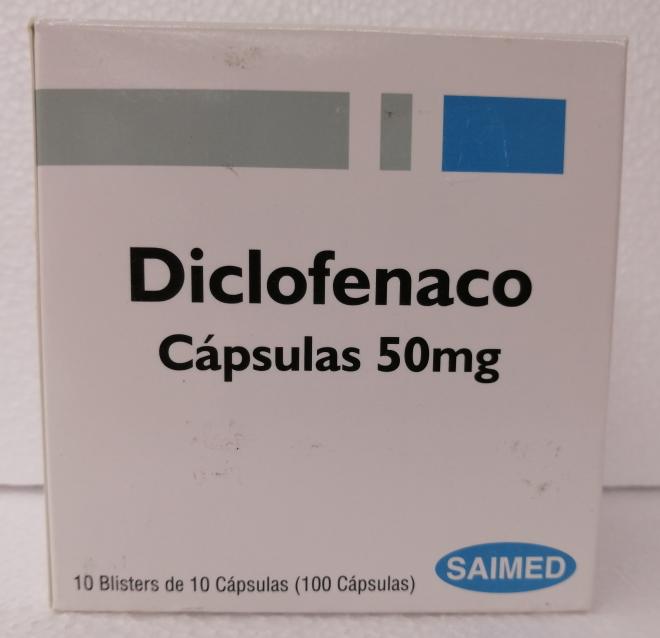 Diclofenaco
Cápsulas 50mg
10 Blisters de 10 Cápsulas (100 Cápsulas)
SAIMED